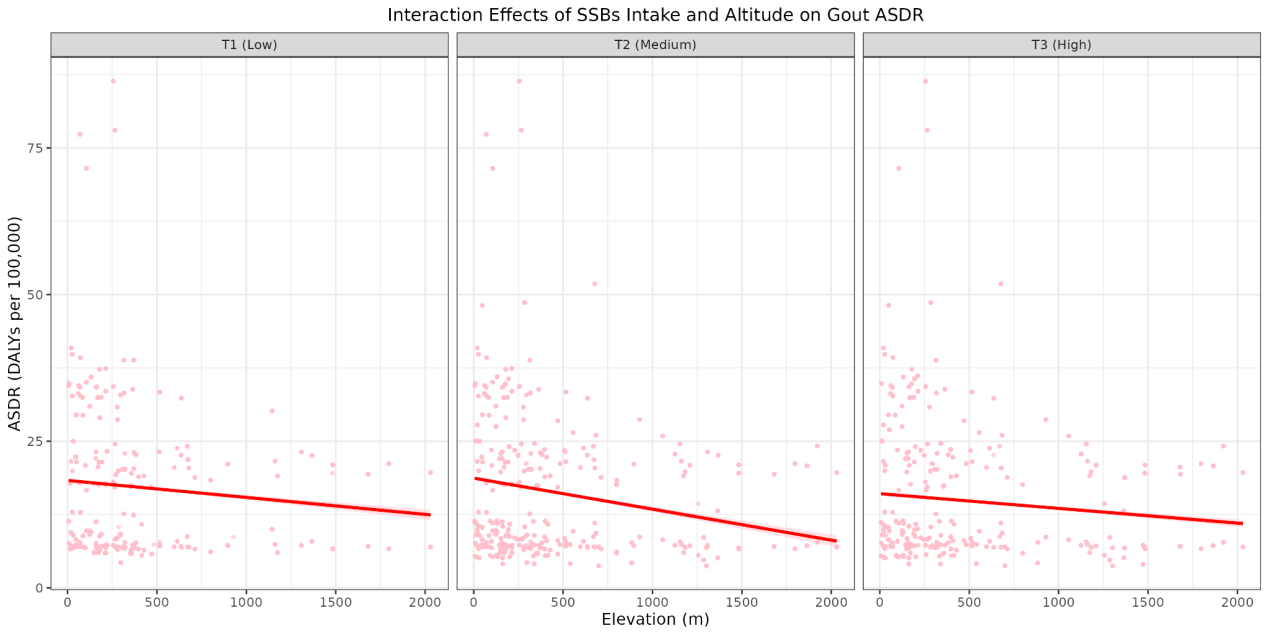 Interaction Effects of SSBs Intake and Altitude on Gout ASDR
T1 (Low)
T2 (Medium)
T3 (High)
ASDR (DALYs per 100,000)
75
50
25
0
0 500 1000 1500 2000
0 500 1000 1500 2000
0 500 1000 1500 2000
Elevation (m)